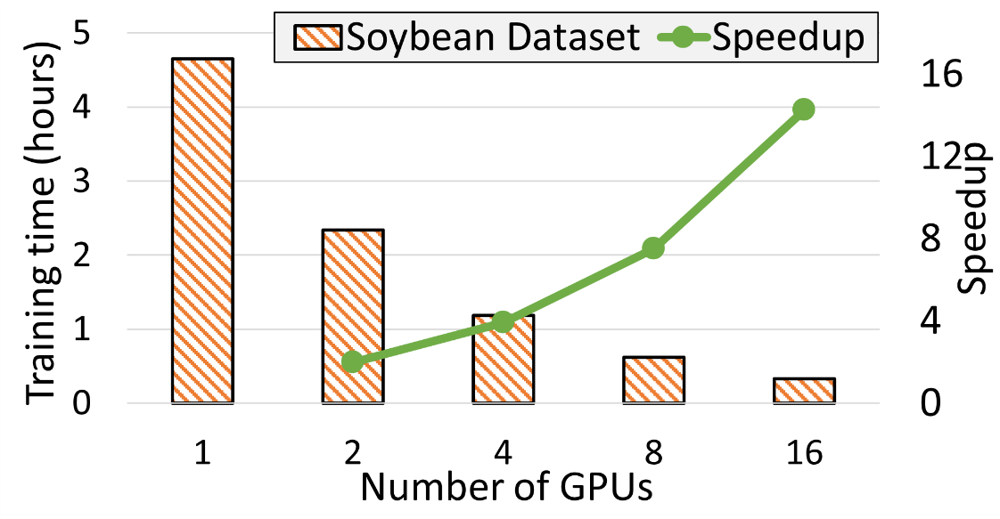 Soybean Dataset Speedup
Training time (hours)
5
4
3
2
1
0
16
12
8
4
0
Speedup
1 2 4 8 16
Number of GPUs